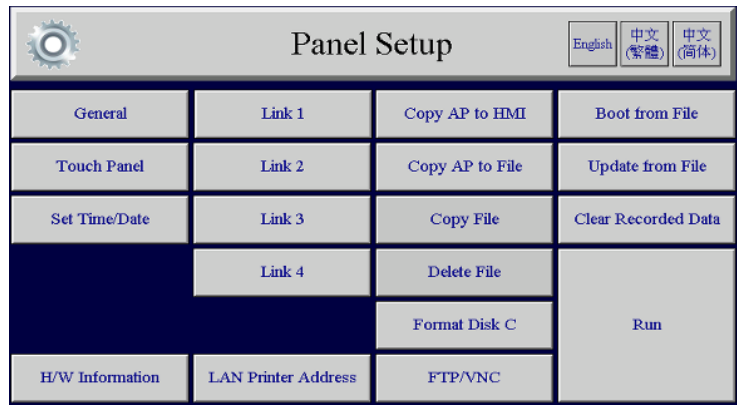 Panel Setup
English
中文
(繁體)
中文
(简体)
General
Link 1
Copy AP to HMI
Boot from File
Touch Panel
Link 2
Copy AP to File
Update from File
Set Time/Date
Link 3
Copy File
Clear Recorded Data
Link 4
Delete File
Format Disk C
Run
H/W Information
LAN Printer Address
FTP/VNC